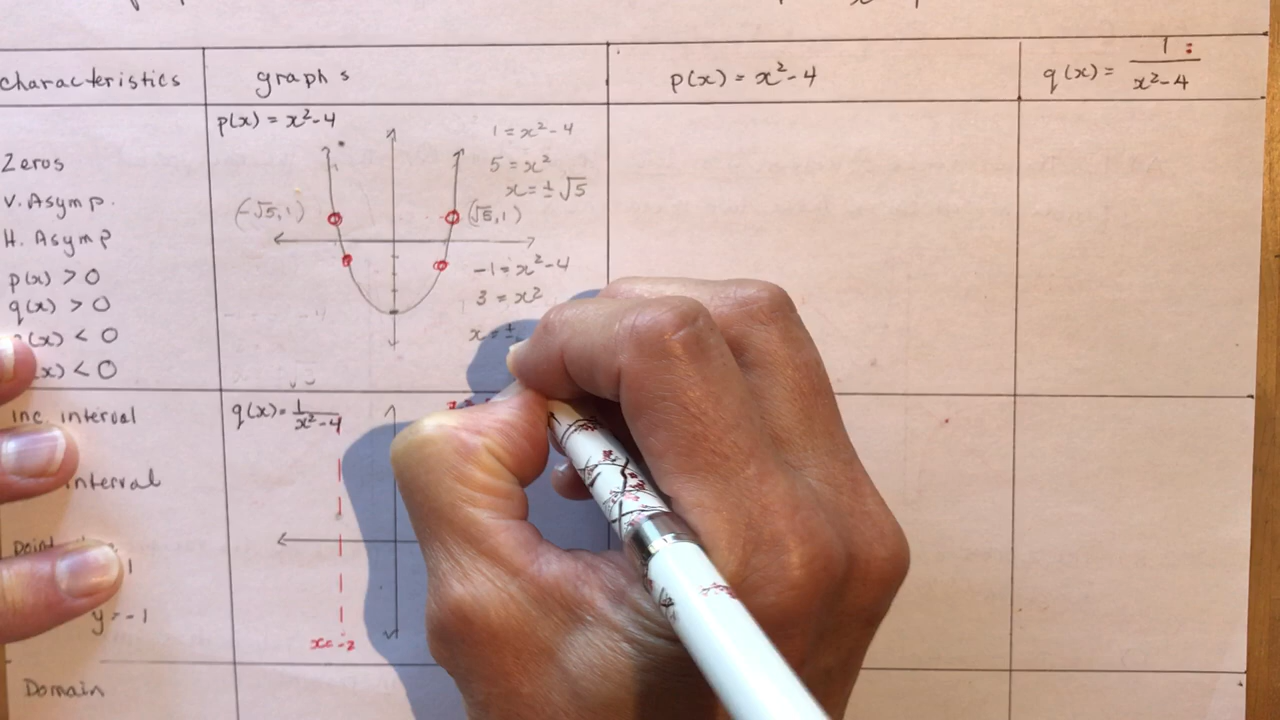 characteristics
graphs
p(x) = x²-4
q(x) = 1 / x²-4
Zeros
V. Asymp.
H. Asymp
p(x) > 0
q(x) > 0
(x) < 0
x) < 0
p(x) = x²-4
1 = x²-4
5 = x²
x = ±√5
(-√5,1)
(√5,1)
-1 = x²-4
3 = x²
x = ±
inc. interval
interval
y = -1
q(x) = 1 / x²-4
x = -2
Domain